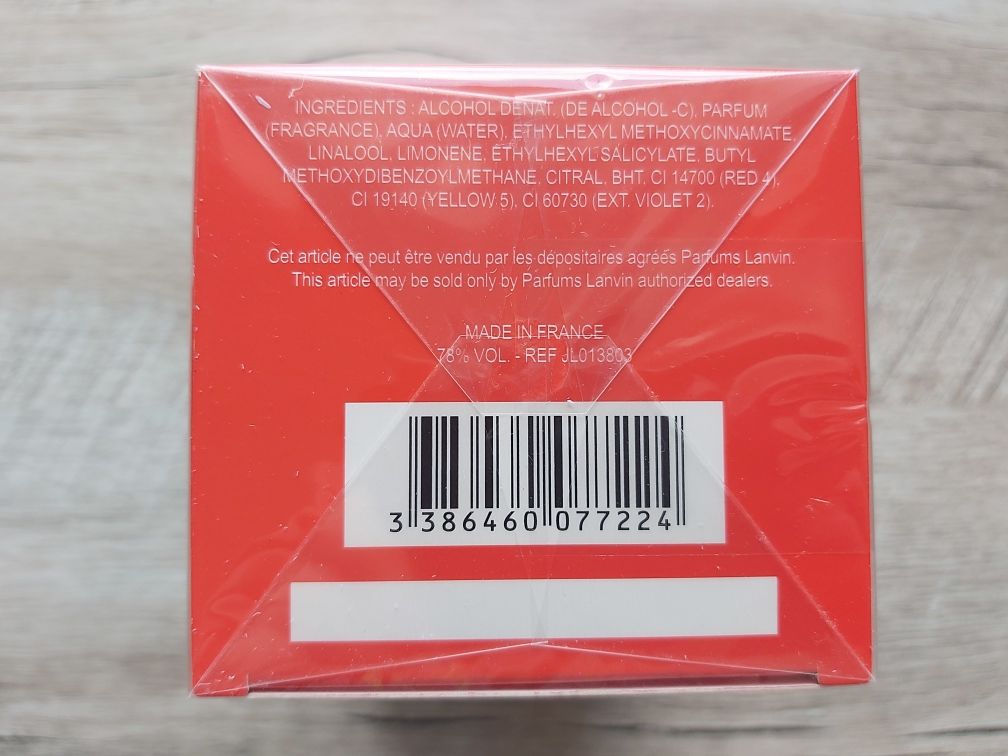 INGREDIENTS : ALCOHOL DENAT. (DE ALCOHOL -C), PARFUM
(FRAGRANCE), AQUA (WATER), ETHYLHEXYL METHOXYCINNAMATE,
LINALOOL, LIMONENE, ETHYLHEXYL SALICYLATE, BUTYL
METHOXYDIBENZOYLMETHANE, CITRAL, BHT, CI 14700 (RED 4),
CI 19140 (YELLOW 5), CI 60730 (EXT. VIOLET 2).
Cet article ne peut être vendu par les dépositaires agréés Parfums Lanvin.
This article may be sold only by Parfums Lanvin authorized dealers.
MADE IN FRANCE
78% VOL. - REF JL013803
3 386460 077224